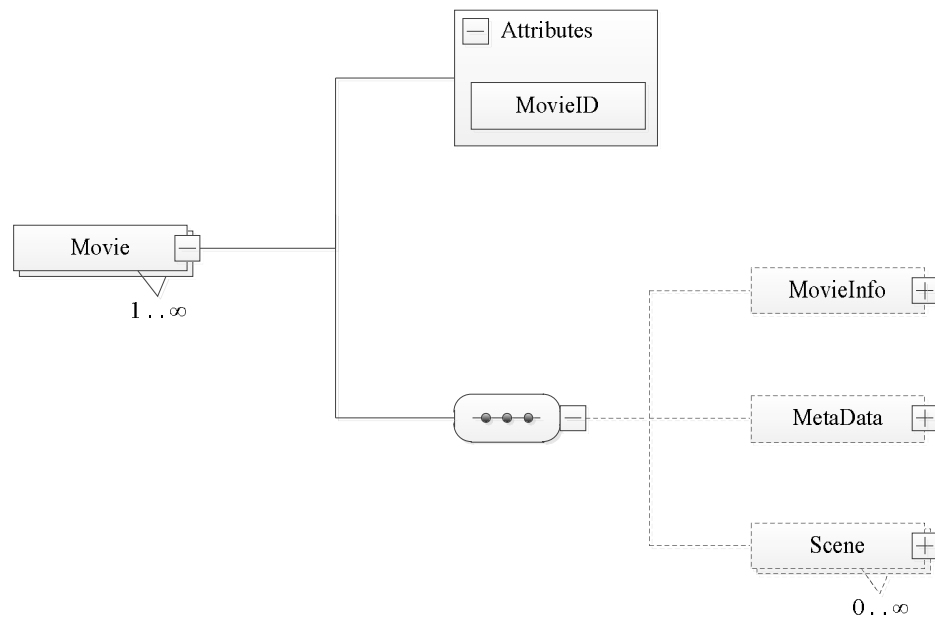 Attributes
MovieID
Movie
1..∞
MovieInfo
MetaData
Scene
0..∞